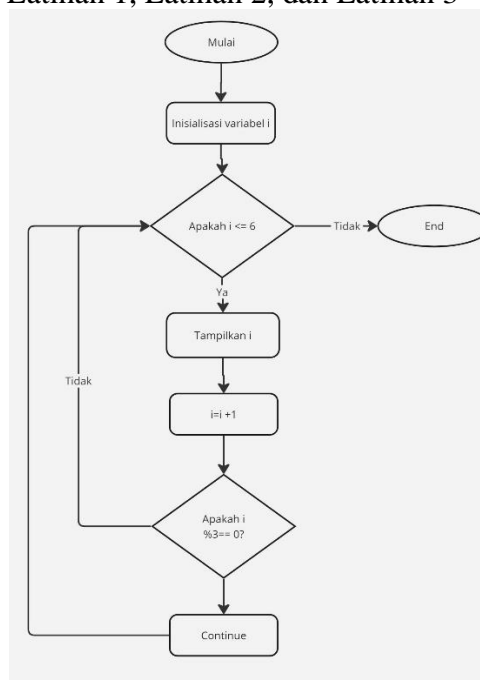 Latihan 1, Latihan 2, dan Latihan 3
Mulai
Inisialisasi variabel i
Apakah i <= 6
Tidak
End
Ya
Tampilkan i
Tidak
i=i +1
Apakah i
%3== 0?
Continue